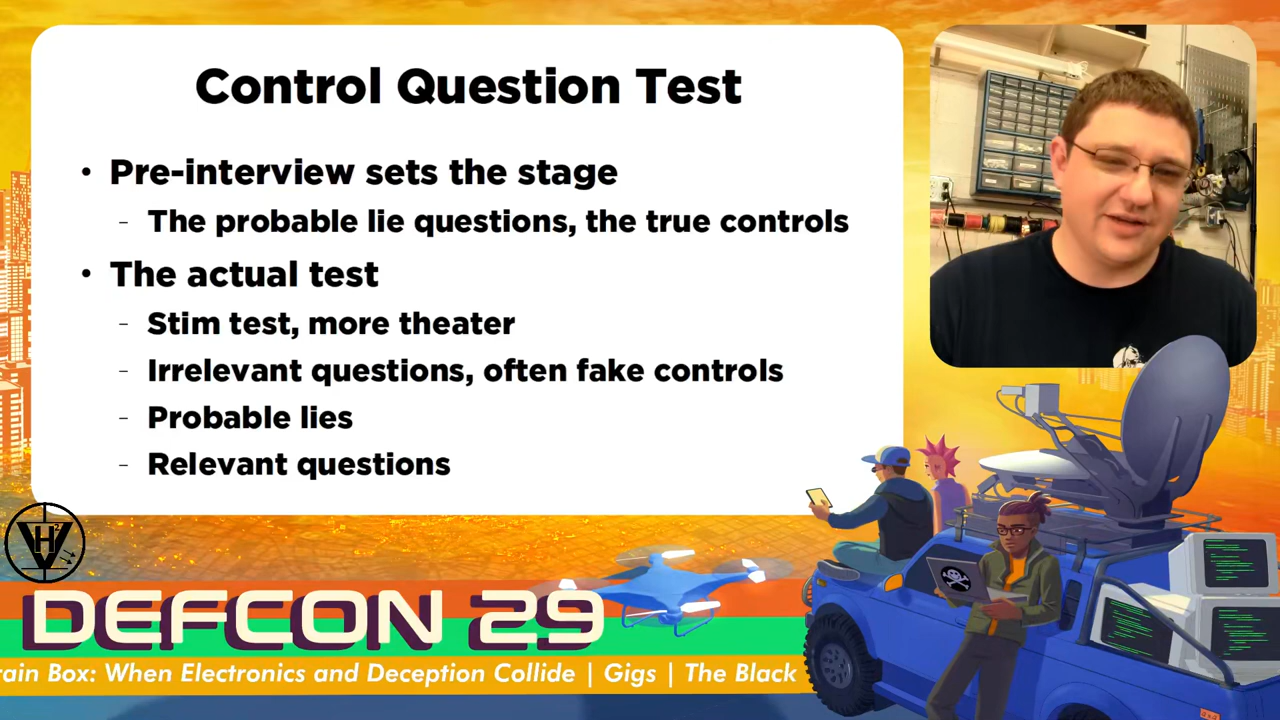 Control Question Test
• Pre-interview sets the stage
– The probable lie questions, the true controls
• The actual test
– Stim test, more theater
– Irrelevant questions, often fake controls
– Probable lies
– Relevant questions
H2V
DEFCON 29
Box: When Electronics and Deception Collide | Gigs | The Black